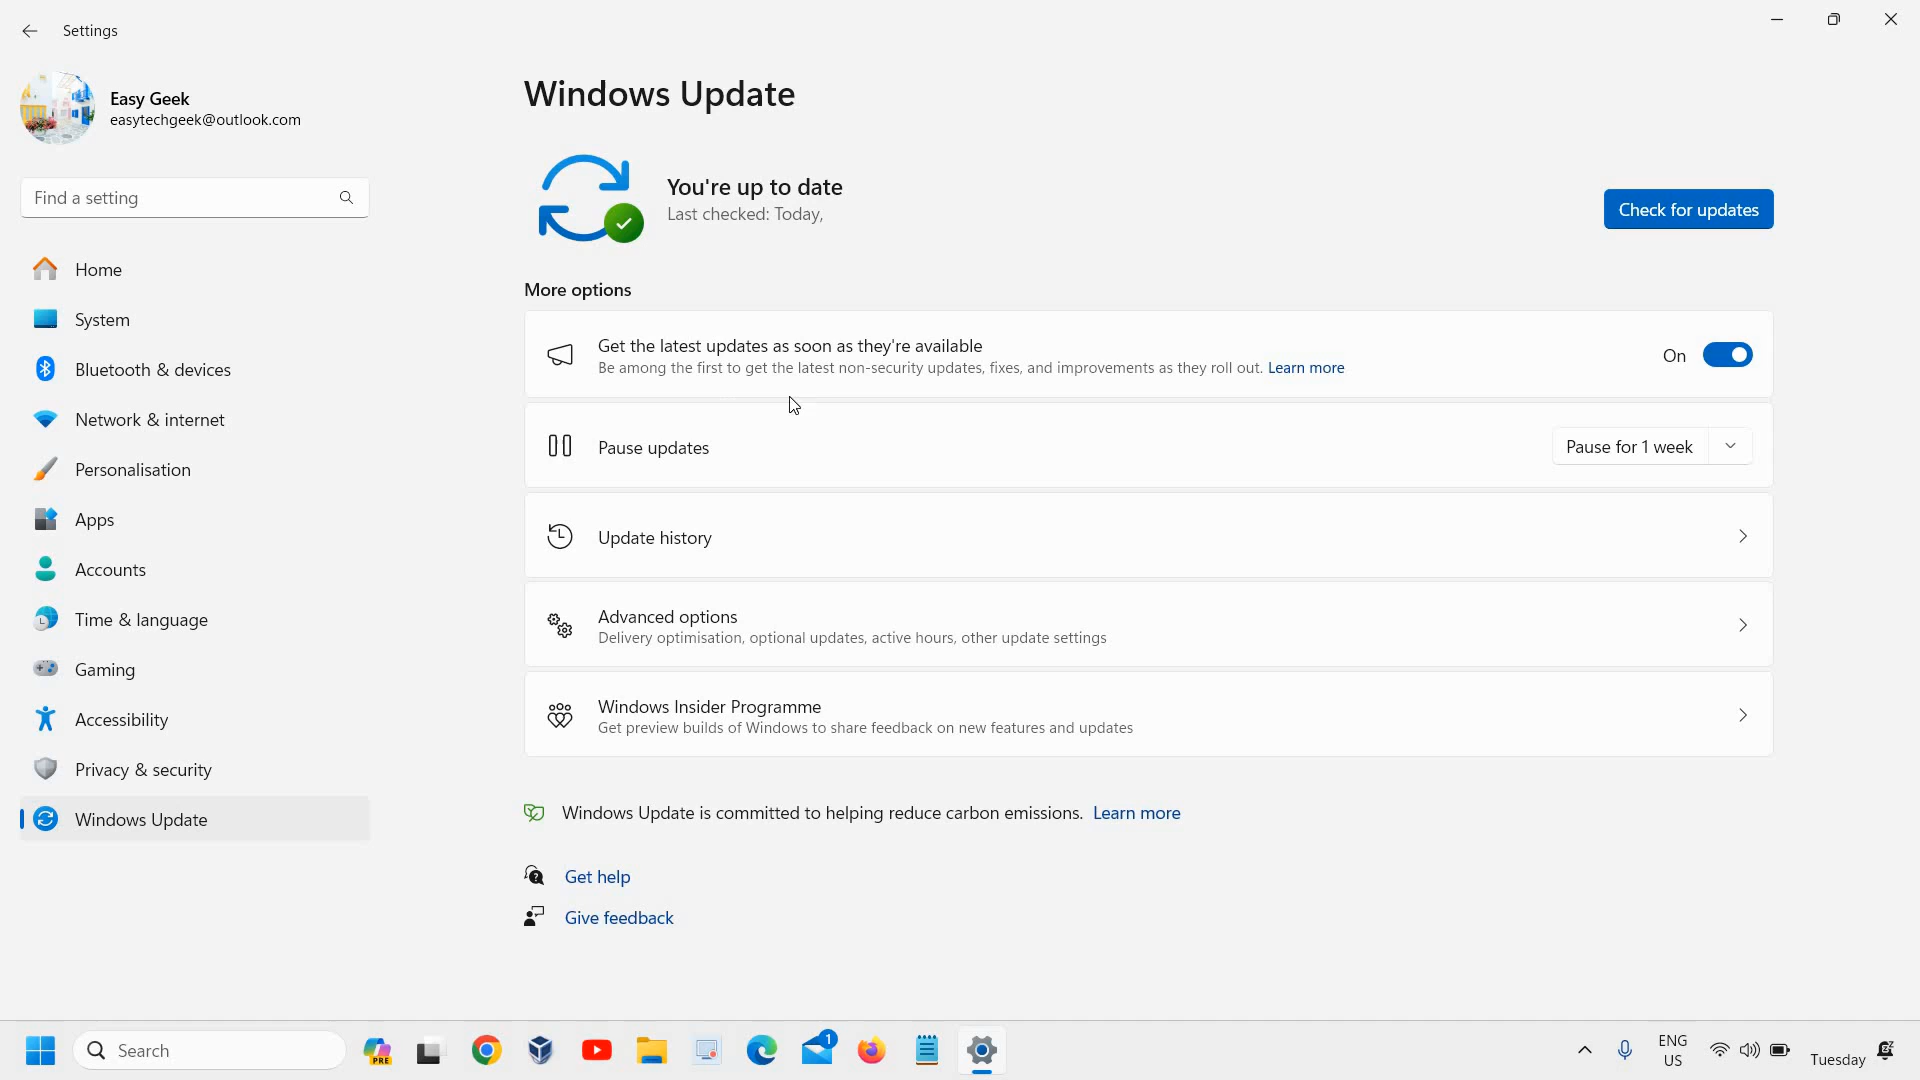 Settings
Easy Geek
easytechgeek@outlook.com
Find a setting
Home
System
Bluetooth & devices
Network & internet
Personalisation
Apps
Accounts
Time & language
Gaming
Accessibility
Privacy & security
Windows Update
Windows Update
You're up to date
Last checked: Today,
Check for updates
More options
Get the latest updates as soon as they're available
Be among the first to get the latest non-security updates, fixes, and improvements as they roll out. Learn more
On
Pause updates
Pause for 1 week
Update history
Advanced options
Delivery optimisation, optional updates, active hours, other update settings
Windows Insider Programme
Get preview builds of Windows to share feedback on new features and updates
Windows Update is committed to helping reduce carbon emissions. Learn more
Get help
Give feedback
Search
PRE
1
ENG
US
Tuesday